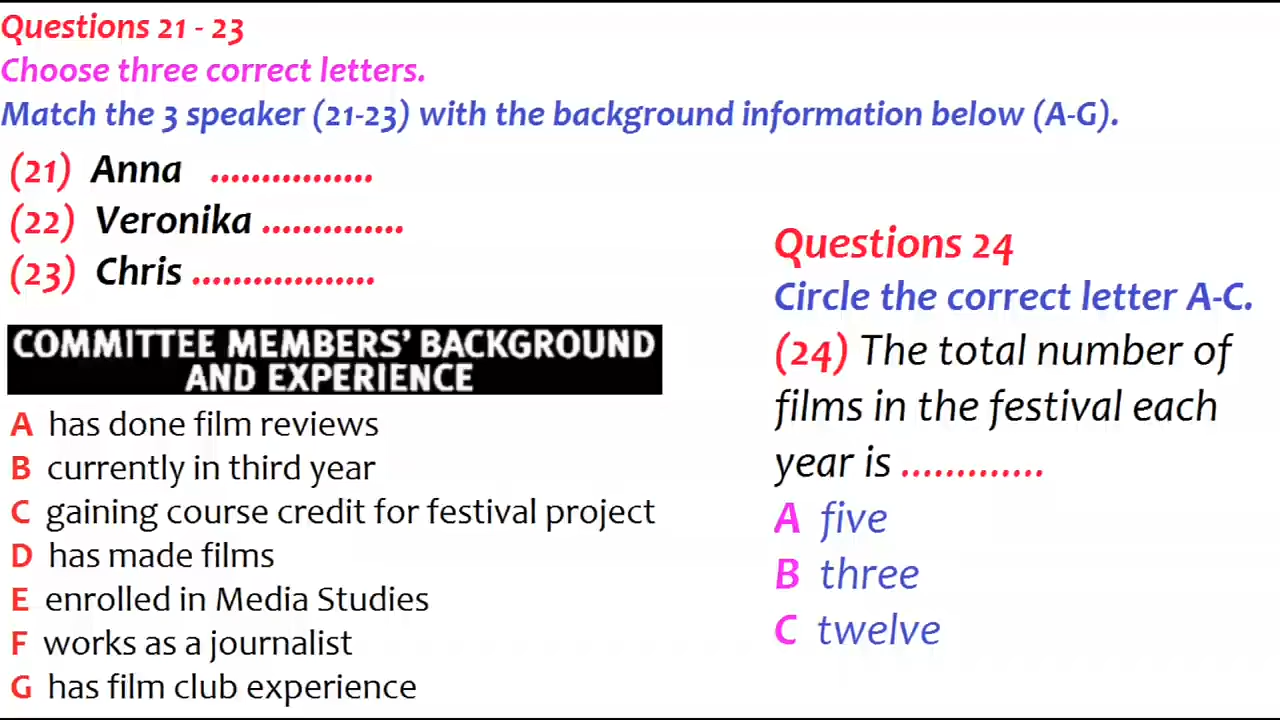 Questions 21 - 23
Choose three correct letters.
Match the 3 speaker (21-23) with the background information below (A-G).
(21) Anna ................
(22) Veronika ..............
(23) Chris ..................
COMMITTEE MEMBERS' BACKGROUND
AND EXPERIENCE
A has done film reviews
B currently in third year
C gaining course credit for festival project
D has made films
E enrolled in Media Studies
F works as a journalist
G has film club experience
Questions 24
Circle the correct letter A-C.
(24) The total number of
films in the festival each
year is .............
A five
B three
C twelve